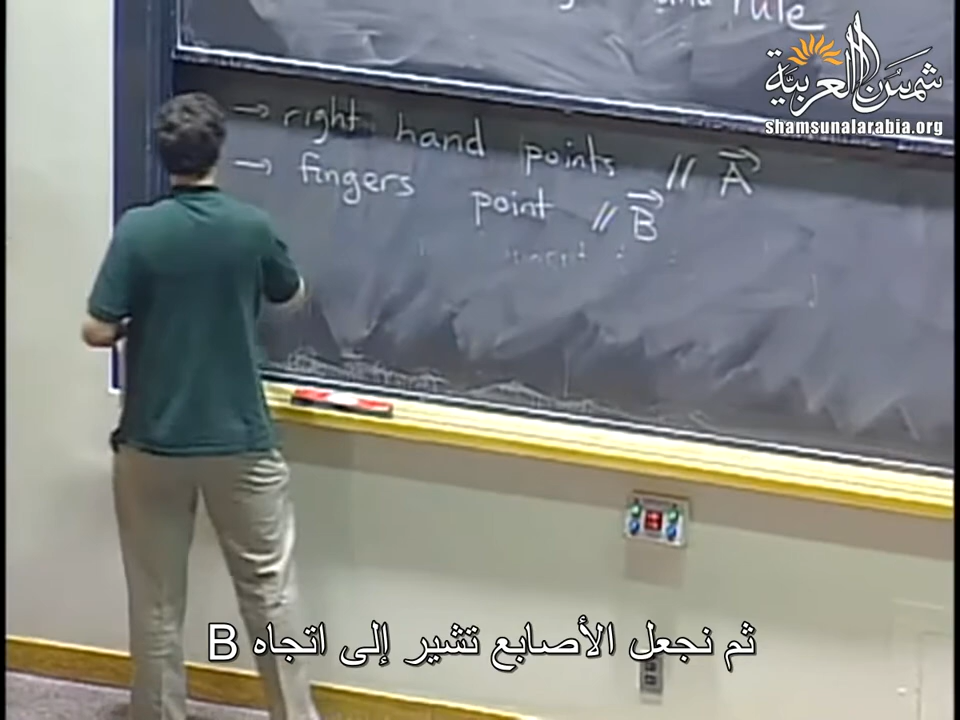 rule
شمس العربية
shamsunalarabia.org
→ right hand points // A→
→ fingers point // B→
ثم نجعل الأصابع تشير إلى اتجاه B